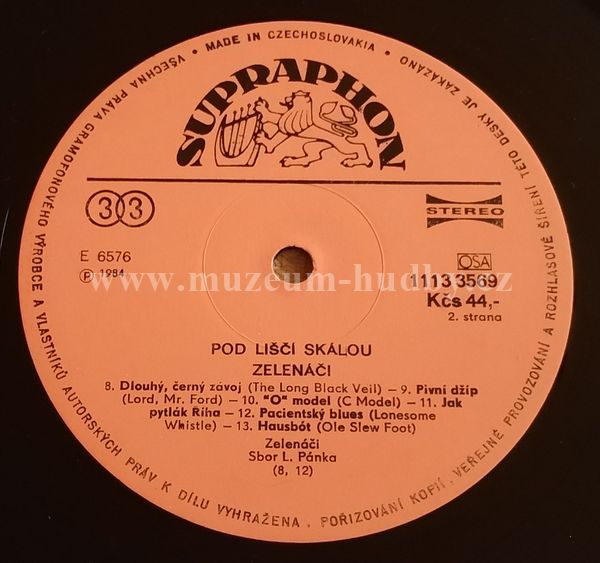 VŠECHNA PRÁVA GRAMOFONOVÉHO VÝROBCE A VLASTNÍKŮ AUTORSKÝCH PRÁV K DÍLU VYHRAŽENA. POŘIZOVÁNÍ KOPIÍ, VEŘEJNÉ PROVOZOVÁNÍ A ROZHLASOVÉ ŠÍŘENÍ TÉTO DESKY JE ZAKÁZÁNO • MADE IN CZECHOSLOVAKIA •
SUPRAPHON
33
STEREO
E 6576
Ⓟ 1984
OSA
1113 3569
Kčs 44,-
2. strana
www.muzeum-hudby.cz
POD LIŠČÍ SKÁLOU
ZELENÁČI
8. Dlouhý, černý závoj (The Long Black Veil) – 9. Pivní džíp
(Lord, Mr. Ford) – 10. "O" model (C Model) – 11. Jak
pytlák Říha – 12. Pacientský blues (Lonesome
Whistle) – 13. Hausbót (Ole Slew Foot)
Zelenáči
Sbor L. Pánka
(8, 12)